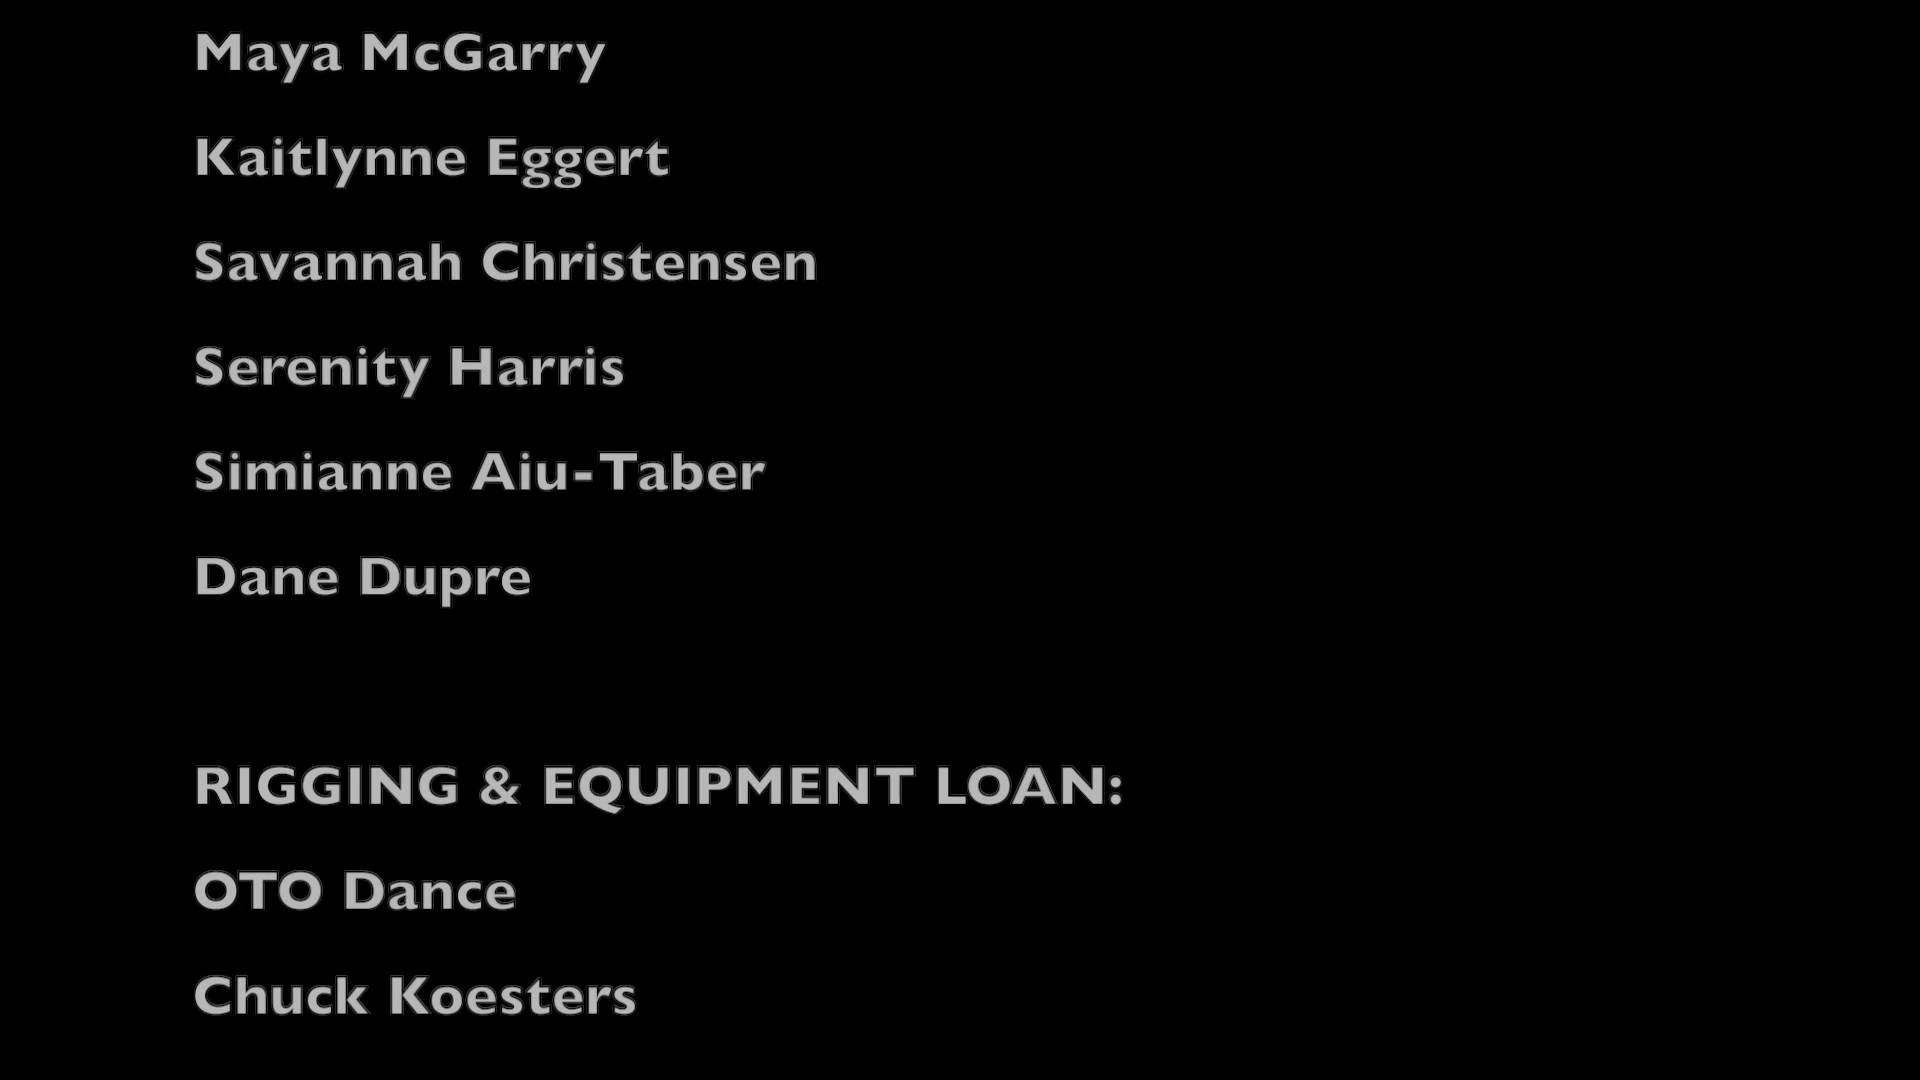 Maya McGarry
Kaitlynne Eggert
Savannah Christensen
Serenity Harris
Simianne Aiu-Taber
Dane Dupre
RIGGING & EQUIPMENT LOAN:
OTO Dance
Chuck Koesters